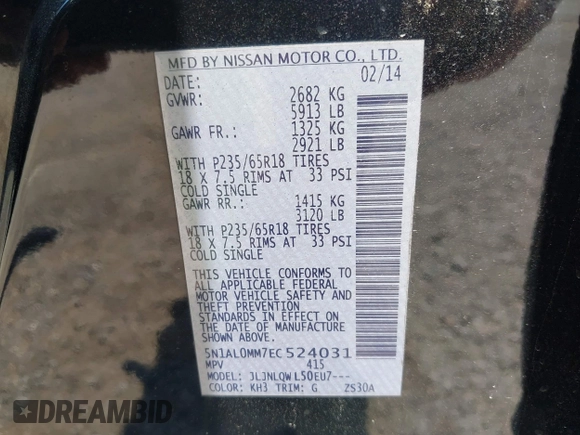 MFD BY NISSAN MOTOR CO., LTD.
DATE: 02/14
GVWR: 2682 KG
5913 LB
GAWR FR.: 1325 KG
2921 LB
WITH P235/65R18 TIRES
18 X 7.5 RIMS AT 33 PSI
COLD SINGLE
GAWR RR.: 1415 KG
3120 LB
WITH P235/65R18 TIRES
18 X 7.5 RIMS AT 33 PSI
COLD SINGLE
THIS VEHICLE CONFORMS TO
ALL APPLICABLE FEDERAL
MOTOR VEHICLE SAFETY AND
THEFT PREVENTION
STANDARDS IN EFFECT ON
THE DATE OF MANUFACTURE
SHOWN ABOVE
5N1AL0MM7EC524031
MPV 415
MODEL: JLJNLQWL50EU7---
COLOR: KH3 TRIM: G 2S30A
DREAMBID
DREAMBID.COM